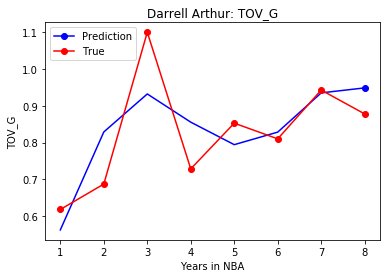 Darrell Arthur: TOV_G
Prediction
True
TOV_G
1.1
1.0
0.9
0.8
0.7
0.6
1 2 3 4 5 6 7 8
Years in NBA